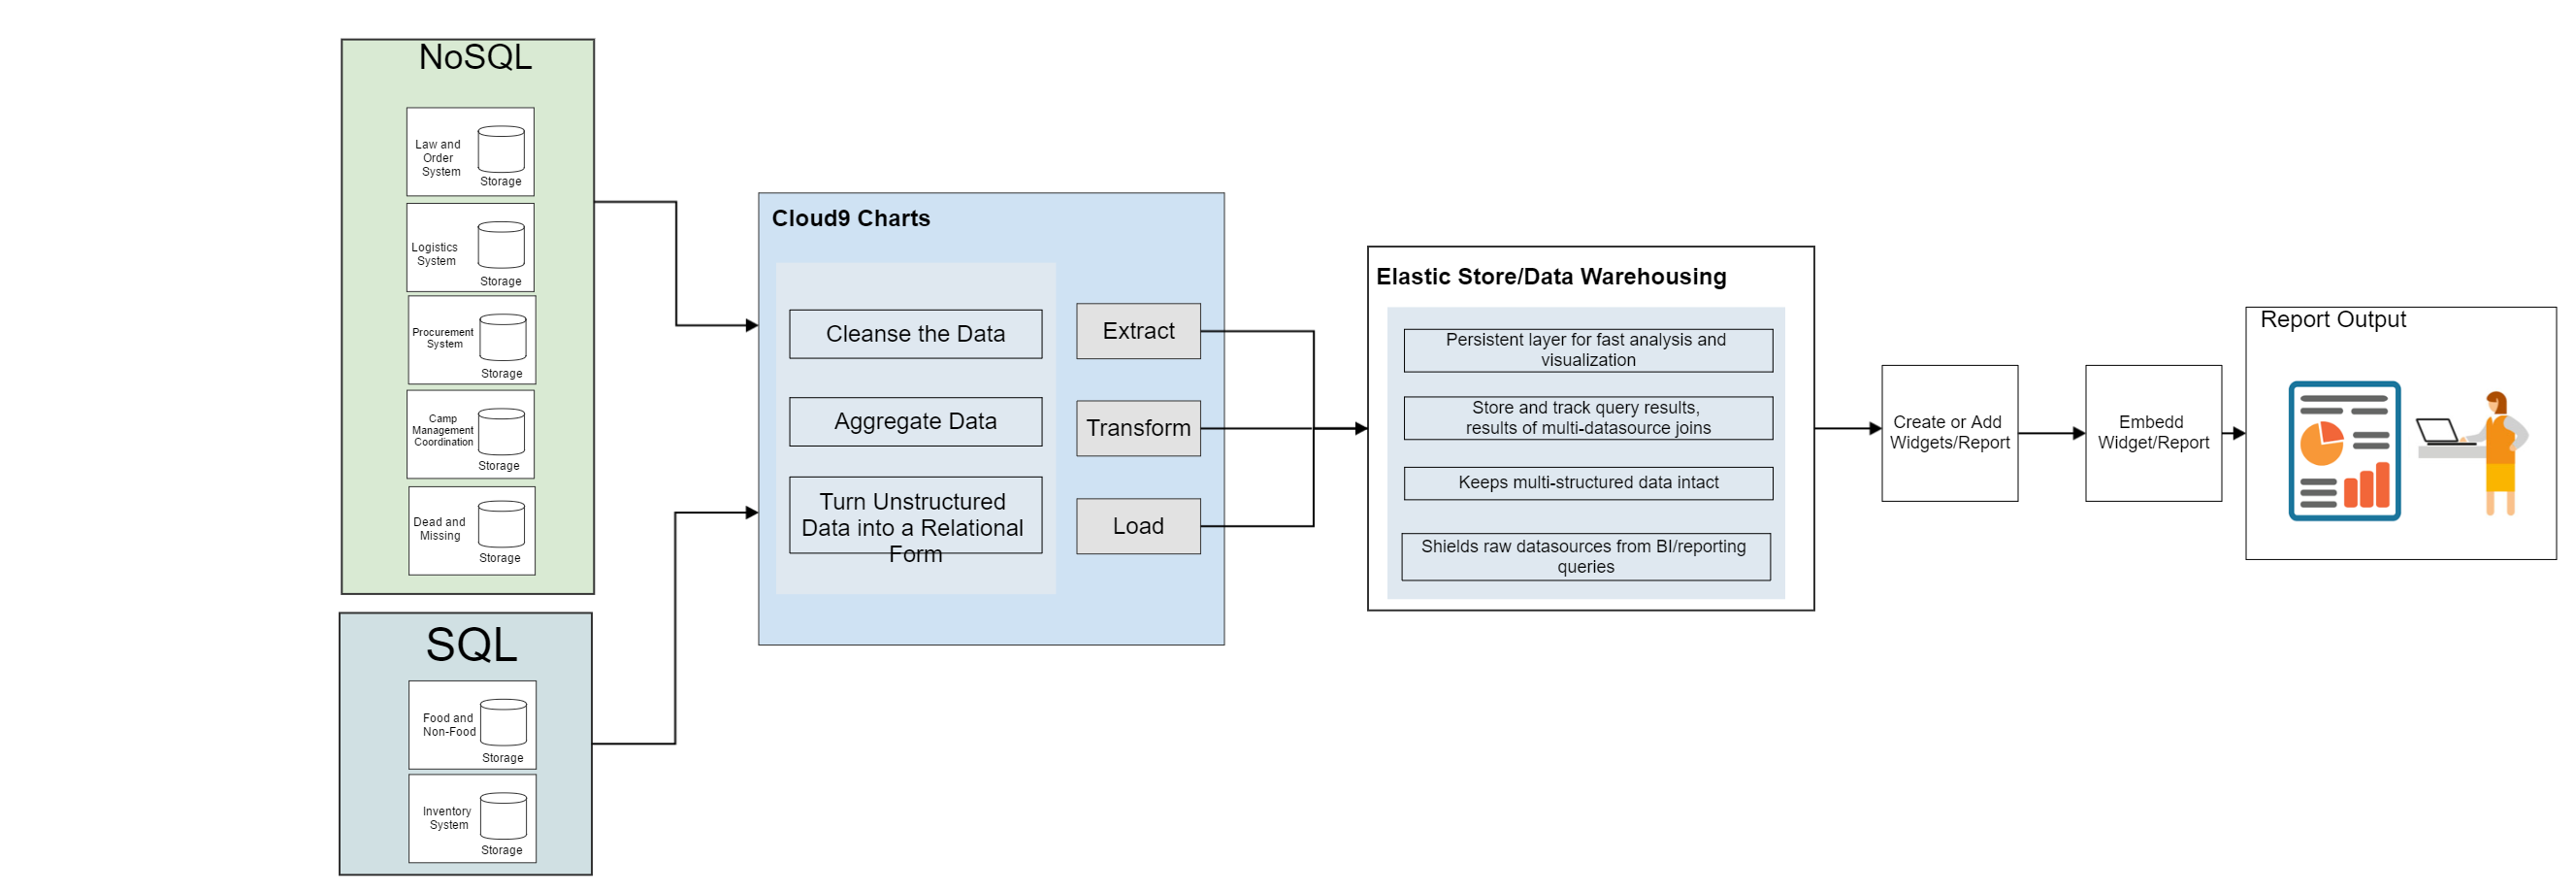 NoSQL
Law and
Order
System
Storage
Logistics
System
Storage
Procurement
System
Storage
Camp
Management
Coordination
Storage
Dead and
Missing
Storage
SQL
Food and
Non-Food
Storage
Inventory
System
Storage
Cloud9 Charts
Cleanse the Data
Aggregate Data
Turn Unstructured
Data into a Relational
Form
Extract
Transform
Load
Elastic Store/Data Warehousing
Persistent layer for fast analysis and
visualization
Store and track query results,
results of multi-datasource joins
Keeps multi-structured data intact
Shields raw datasources from BI/reporting
queries
Create or Add
Widgets/Report
Embedd
Widget/Report
Report Output